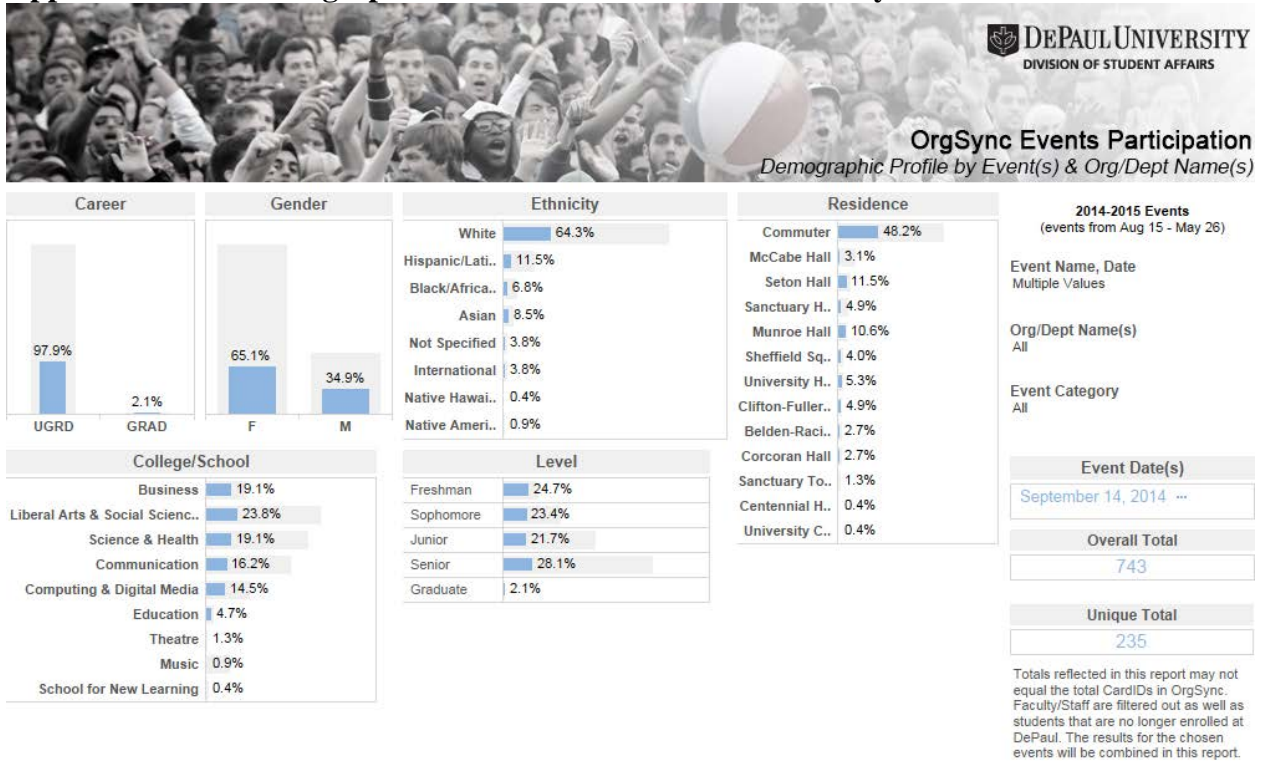 DEPAUL UNIVERSITY
DIVISION OF STUDENT AFFAIRS
OrgSync Events Participation
Demographic Profile by Event(s) & Org/Dept Name(s)
Career
97.9%
2.1%
UGRD GRAD
Gender
65.1%
34.9%
F M
Ethnicity
White 64.3%
Hispanic/Lati.. 11.5%
Black/Africa.. 6.8%
Asian 8.5%
Not Specified 3.8%
International 3.8%
Native Hawai.. 0.4%
Native Ameri.. 0.9%
Residence
Commuter 48.2%
McCabe Hall 3.1%
Seton Hall 11.5%
Sanctuary H.. 4.9%
Munroe Hall 10.6%
Sheffield Sq.. 4.0%
University H.. 5.3%
Clifton-Fuller.. 4.9%
Belden-Raci.. 2.7%
Corcoran Hall 2.7%
Sanctuary To.. 1.3%
Centennial H.. 0.4%
University C.. 0.4%
College/School
Business 19.1%
Liberal Arts & Social Scienc.. 23.8%
Science & Health 19.1%
Communication 16.2%
Computing & Digital Media 14.5%
Education 4.7%
Theatre 1.3%
Music 0.9%
School for New Learning 0.4%
Level
Freshman 24.7%
Sophomore 23.4%
Junior 21.7%
Senior 28.1%
Graduate 2.1%
2014-2015 Events
(events from Aug 15 - May 26)
Event Name, Date
Multiple Values
Org/Dept Name(s)
All
Event Category
All
Event Date(s)
September 14, 2014 ...
Overall Total
743
Unique Total
235
Totals reflected in this report may not
equal the total CardIDs in OrgSync.
Faculty/Staff are filtered out as well as
students that are no longer enrolled at
DePaul. The results for the chosen
events will be combined in this report.